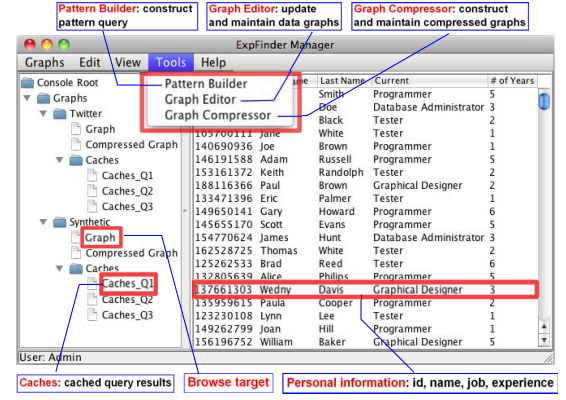 Pattern Builder: construct
pattern query
Graph Editor: update
and maintain data graphs
Graph Compressor: construct
and maintain compressed graphs
ExpFinder Manager
Graphs Edit View Tools Help
Pattern Builder
Graph Editor
Graph Compressor
Console Root
Graphs
Twitter
Graph
Compressed Graph
Caches
Caches_Q1
Caches_Q2
Caches_Q3
Synthetic
Graph
Compressed Graph
Caches
Caches_Q1
Caches_Q2
Caches_Q3
Last Name Current # of Years
Smith Programmer 5
Doe Database Administrator 3
Black Tester 2
105700111 Jane White Tester 1
140690936 Joe Brown Programmer 1
146191588 Adam Russell Programmer 5
153161372 Keith Randolph Tester 2
188116366 Paul Brown Graphical Designer 2
133471396 Eric Palmer Tester 1
149650141 Gary Howard Programmer 6
145655170 Scott Evans Programmer 5
154770624 James Hunt Database Administrator 3
162528725 Thomas White Tester 2
125262533 Brad Reed Tester 6
132805639 Alice Philips Programmer 5
137661303 Wedny Davis Graphical Designer 3
135959615 Paula Cooper Programmer 2
123230108 Lynn Lee Tester 1
149262799 Joan Hill Programmer 1
156196752 William Baker Graphical Designer 5
User: Admin
Caches: cached query results
Browse target
Personal information: id, name, job, experience